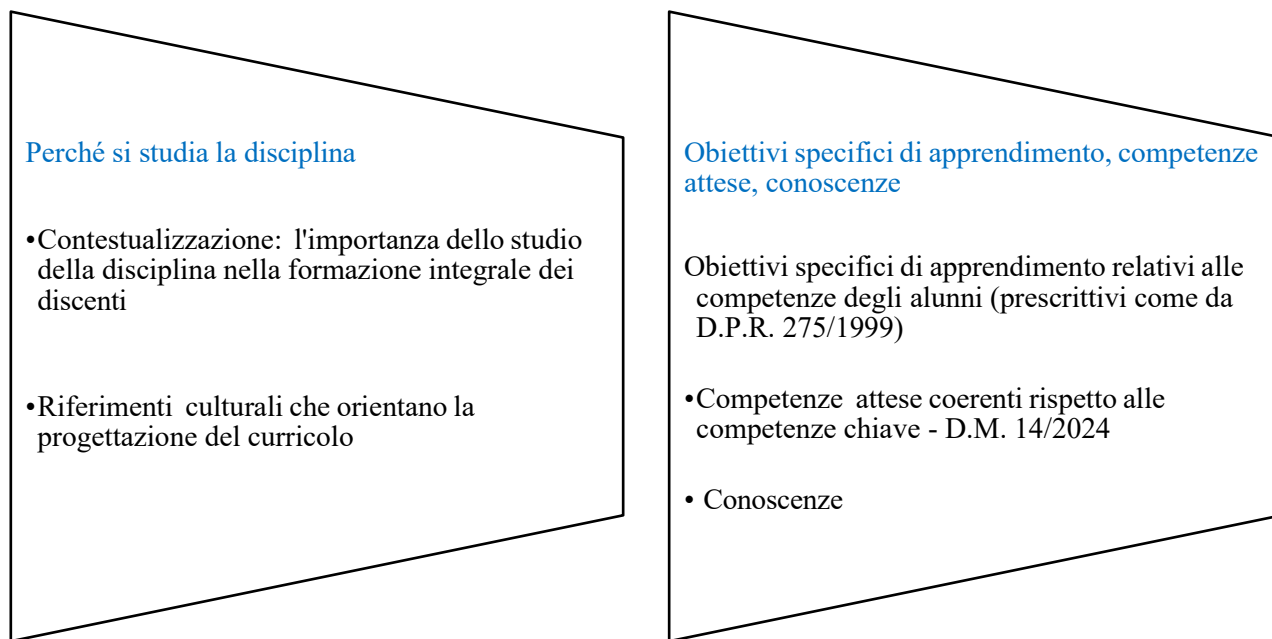 Perché si studia la disciplina
•Contestualizzazione: l'importanza dello studio
della disciplina nella formazione integrale dei
discenti
•Riferimenti culturali che orientano la
progettazione del curricolo
Obiettivi specifici di apprendimento, competenze
attese, conoscenze
Obiettivi specifici di apprendimento relativi alle
competenze degli alunni (prescrittivi come da
D.P.R. 275/1999)
•Competenze attese coerenti rispetto alle
competenze chiave - D.M. 14/2024
• Conoscenze